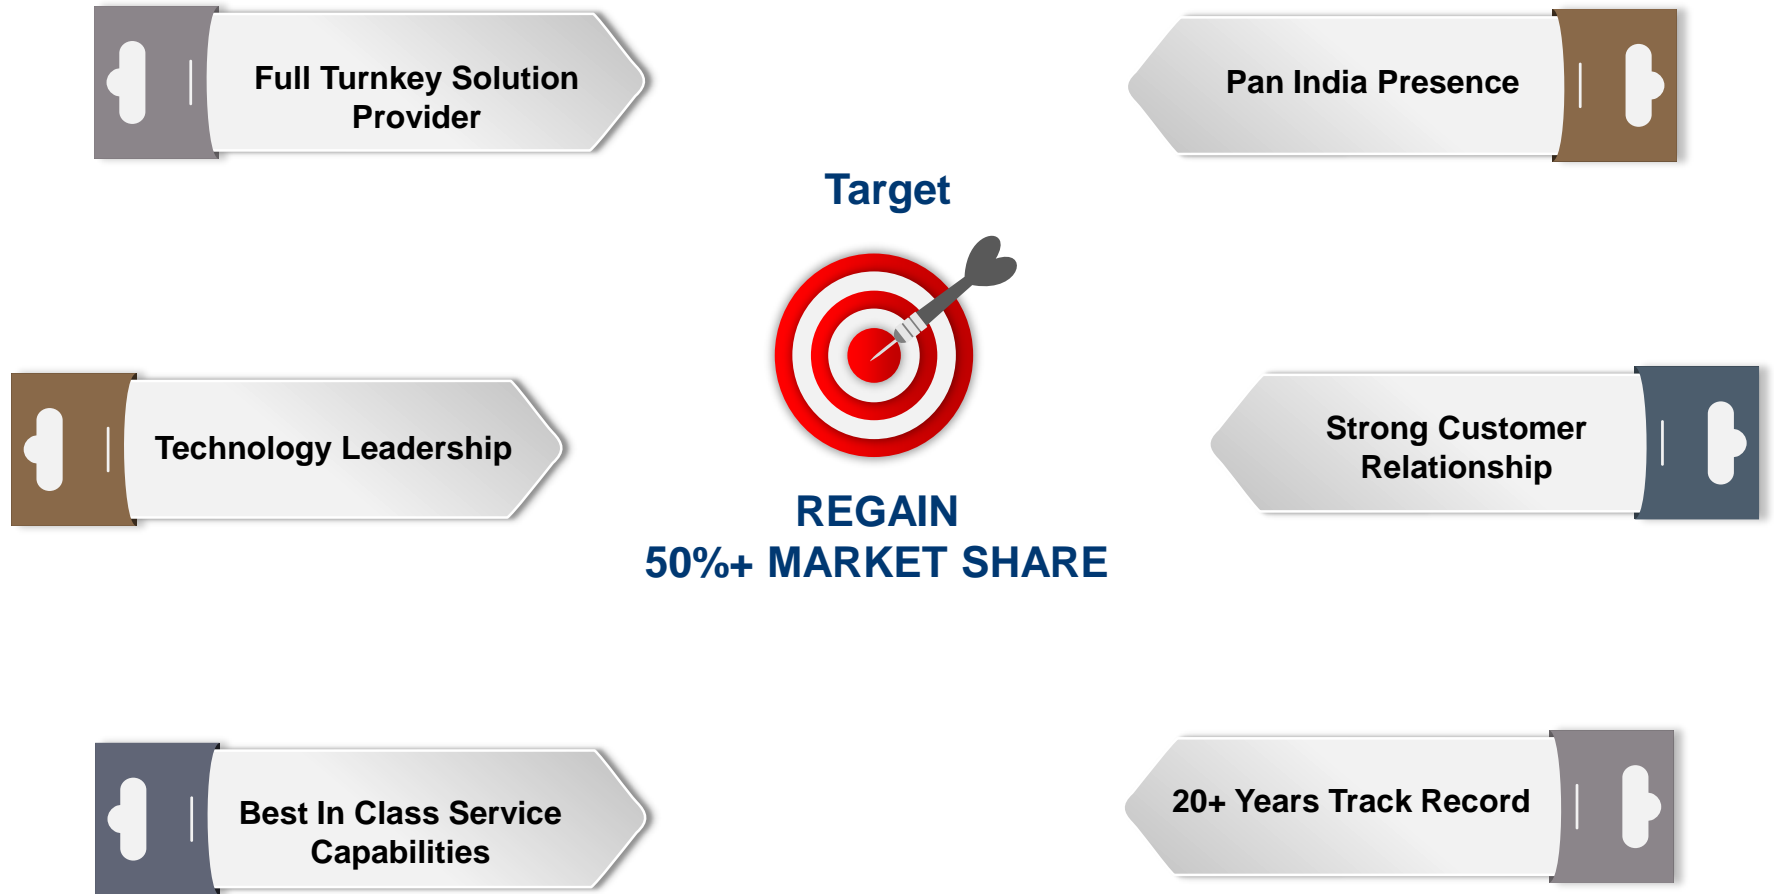 Full Turnkey Solution
Provider
Pan India Presence
Target
Technology Leadership
Strong Customer
Relationship
REGAIN
50%+ MARKET SHARE
Best In Class Service
Capabilities
20+ Years Track Record